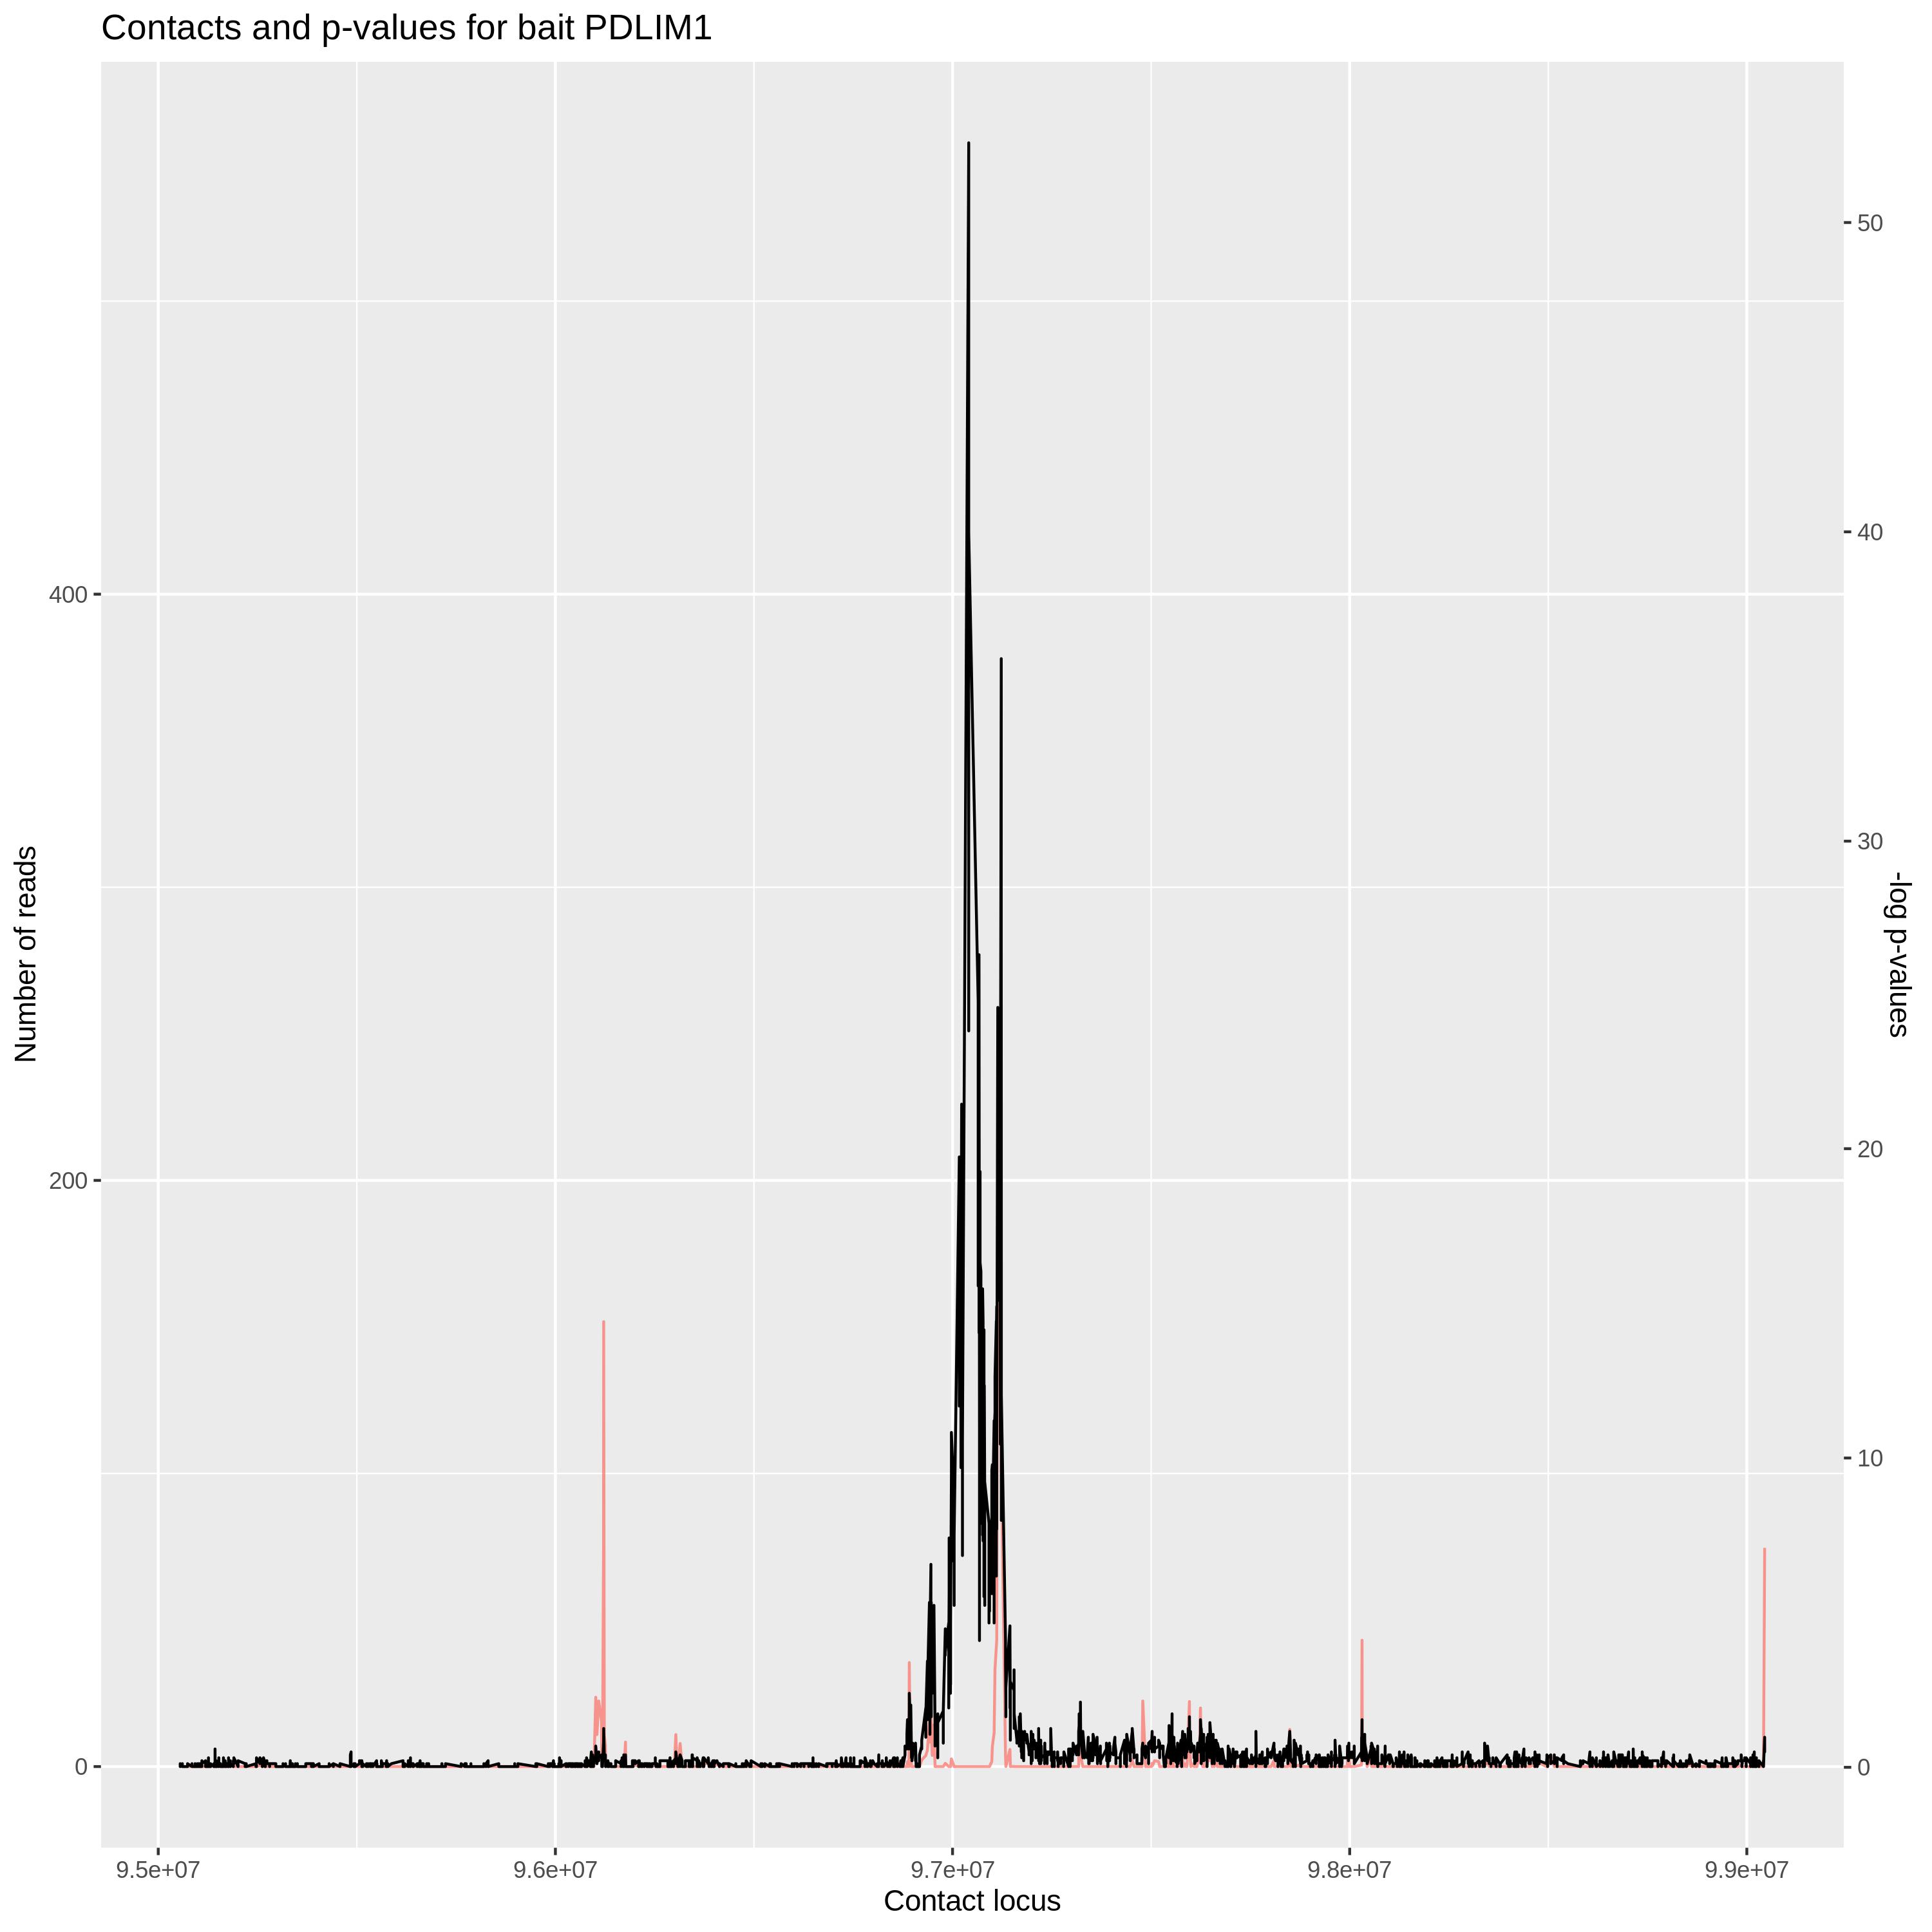 Contacts and p-values for bait PDLIM1
50
40
400
30
Number of reads
-log p-values
200
20
10
0
0
9.5e+07
9.6e+07
9.7e+07
9.8e+07
9.9e+07
Contact locus